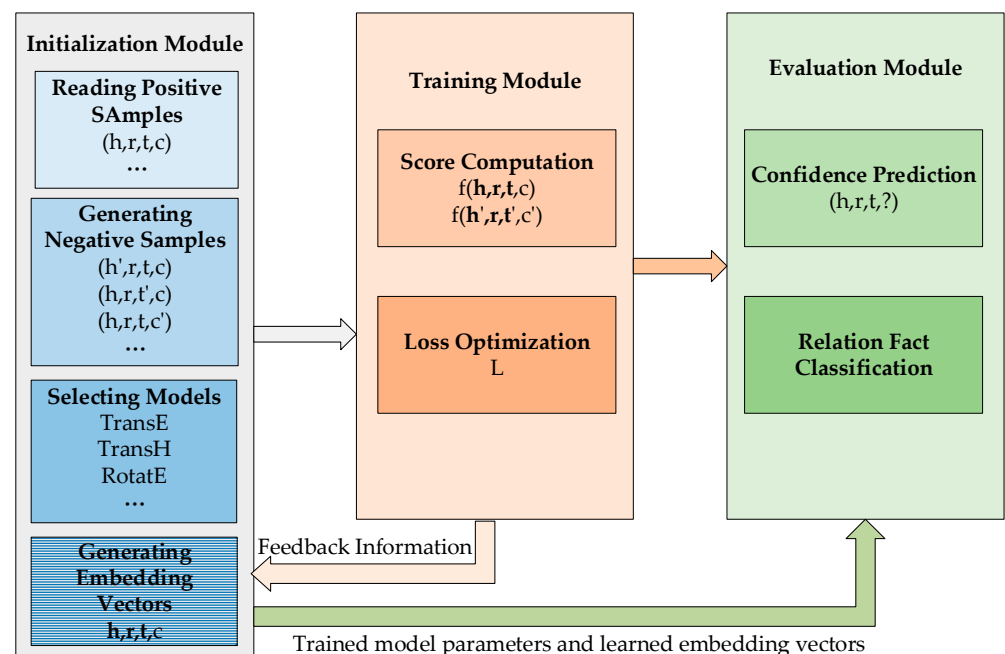 Initialization Module
Reading Positive
SAmples
(h,r,t,c)
...
Generating
Negative Samples
(h',r,t,c)
(h,r,t',c)
(h,r,t,c')
...
Selecting Models
TransE
TransH
RotatE
...
Generating
Embedding
Vectors
h,r,t,c
Training Module
Score Computation
f(h,r,t,c)
f(h',r,t',c')
Loss Optimization
L
Evaluation Module
Confidence Prediction
(h,r,t,?)
Relation Fact
Classification
Feedback Information
Trained model parameters and learned embedding vectors